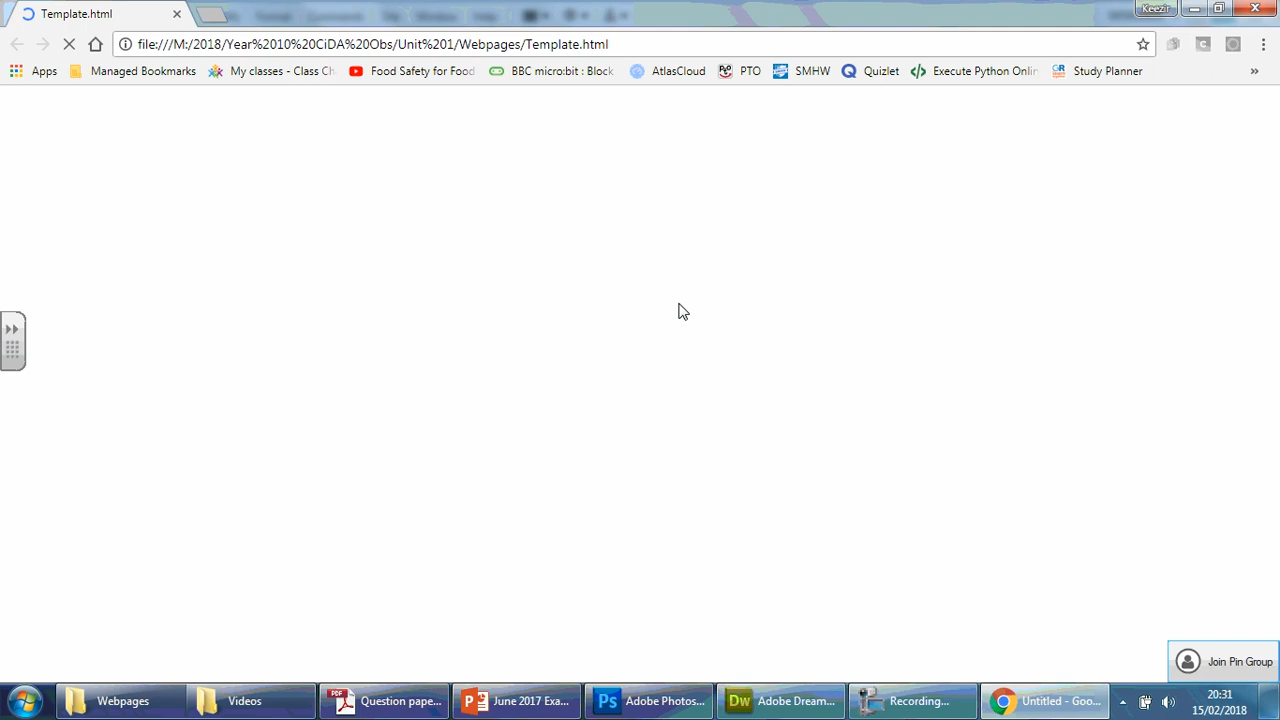 Template.html
Keezir
file:///M:/2018/Year%2010%20CiDA%20Obs/Unit%201/Webpages/Template.html
Apps Managed Bookmarks My classes - Class Ch Food Safety for Food BBC micro:bit : Block AtlasCloud PTO SMHW Quizlet Execute Python Onlin Study Planner »
Join Pin Group
Webpages Videos Question pape... June 2017 Exa... Adobe Photos... Adobe Dream... Recording... Untitled - Goo... 20:31
15/02/2018